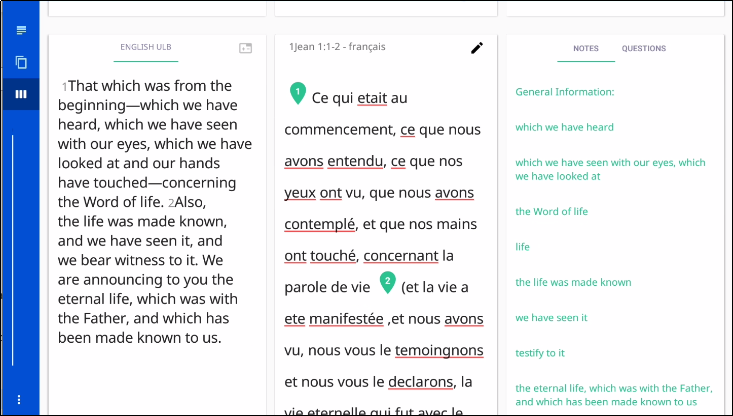 ENGLISH ULB
1That which was from the
beginning—which we have
heard, which we have seen
with our eyes, which we have
looked at and our hands
have touched—concerning
the Word of life. 2Also,
the life was made known,
and we have seen it, and
we bear witness to it. We
are announcing to you the
eternal life, which was with
the Father, and which has
been made known to us.
1Jean 1:1-2 - français
1 Ce qui etait au
commencement, ce que nous
avons entendu, ce que nos
yeux ont vu, que nous avons
contemplé, et que nos mains
ont touché, concernant la
parole de vie 2 (et la vie a
ete manifestée ,et nous avons
vu, nous vous le temoingnons
et nous vous le declarons, la
vie eternelle qui fut avec le
NOTES QUESTIONS
General Information:
which we have heard
which we have seen with our eyes, which
we have looked at
the Word of life
life
the life was made known
we have seen it
testify to it
the eternal life, which was with the Father,
and which has been made known to us